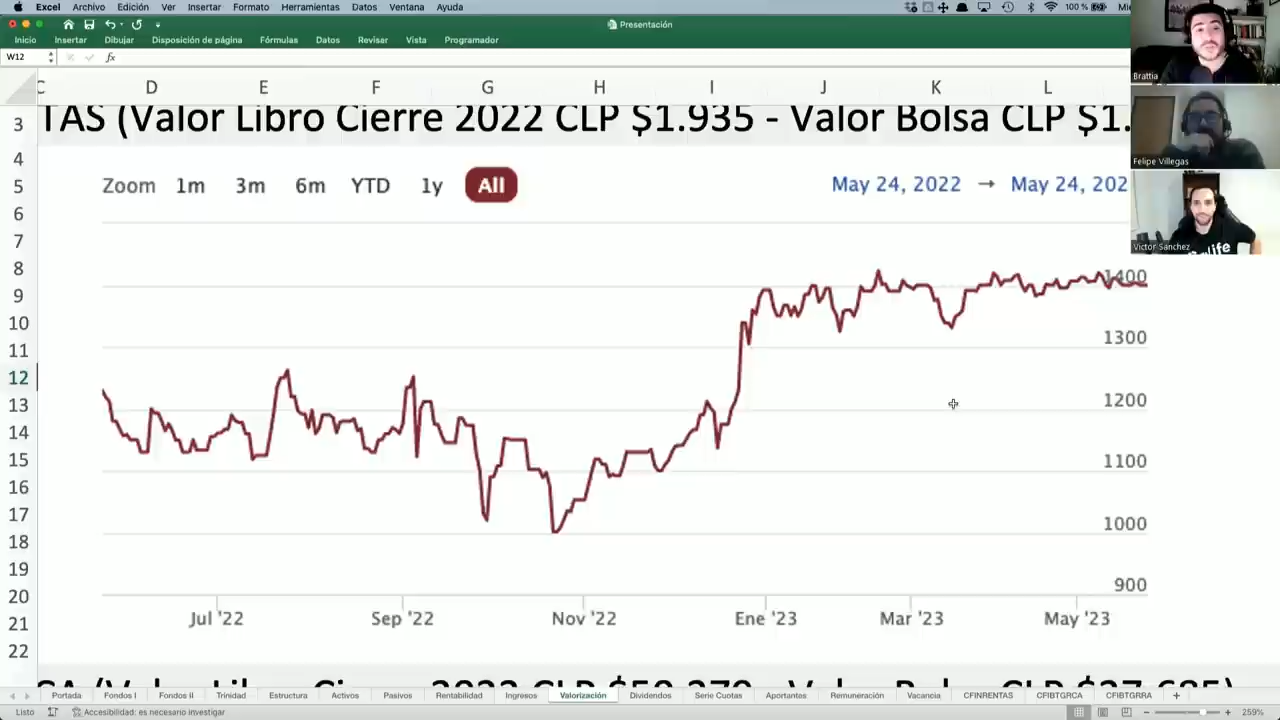 Excel Archivo Edición Ver Insertar Formato Herramientas Datos Ventana Ayuda 100 %
Presentación
Inicio Insertar Dibujar Disposición de página Fórmulas Datos Revisar Vista Programador
W12 fx
C D E F G H I J K L
3 TAS (Valor Libro Cierre 2022 CLP $1.935 - Valor Bolsa CLP $1.
4
5 Zoom 1m 3m 6m YTD 1y All May 24, 2022 → May 24, 202
6
7
8 1400
9
10
11 1300
12
13 1200
14
15 1100
16
17 1000
18
19
20 900
21 Jul '22 Sep '22 Nov '22 Ene '23 Mar '23 May '23
22
Portada Fondos I Fondos II Trinidad Estructura Activos Pasivos Rentabilidad Ingresos Valorización Dividendos Serie Cuotas Aportantes Remuneración Vacancia CFINRENTAS CFIBTGRCA CFIBTGRRA +
Listo Accesibilidad: es necesario investigar 259%
Brattia
Felipe Villegas
Victor Sanchez